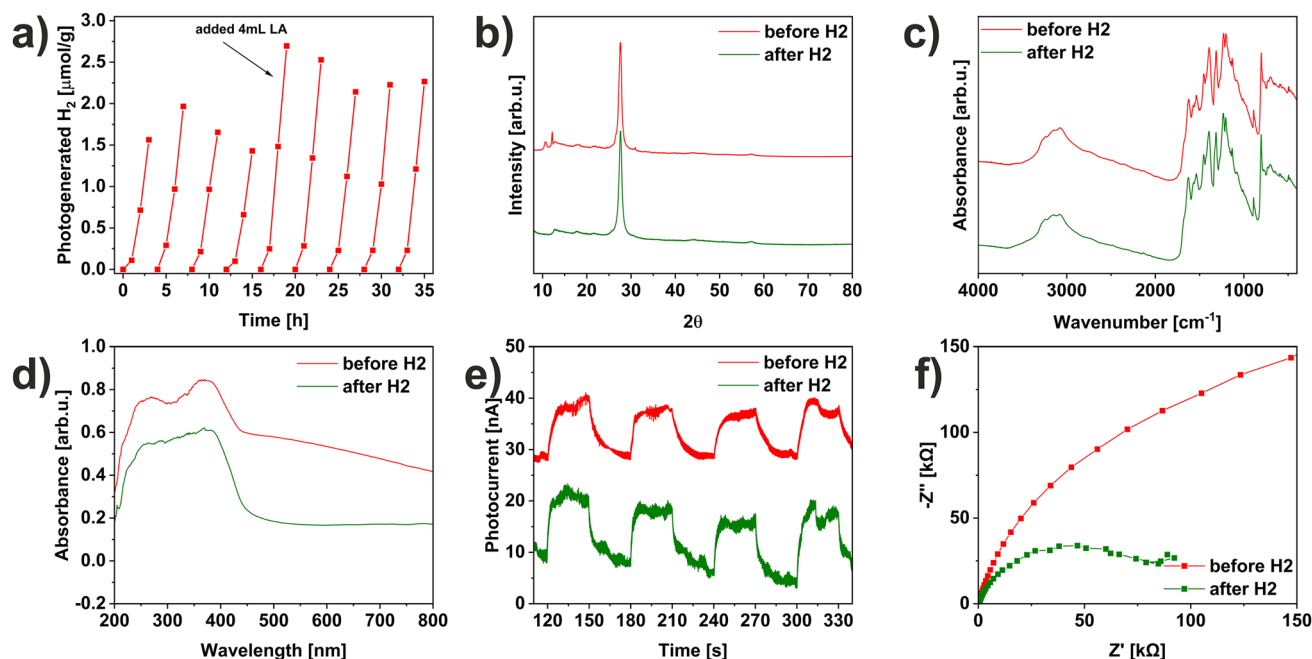 a)
added 4mL LA
Photogenerated H₂ [μmol/g]
3.0
2.5
2.0
1.5
1.0
0.5
0.0
0 5 10 15 20 25 30 35
Time [h]
b)
before H2
after H2
Intensity [arb.u.]
10 20 30 40 50 60 70 80
2θ
c)
before H2
after H2
Absorbance [arb.u.]
4000 3000 2000 1000
Wavenumber [cm⁻¹]
d)
before H2
after H2
Absorbance [arb.u.]
1.0
0.8
0.6
0.4
0.2
0.0
-0.2
200 300 400 500 600 700 800
Wavelength [nm]
e)
before H2
after H2
Photocurrent [nA]
50
40
30
20
10
0
120 150 180 210 240 270 300 330
Time [s]
f)
-Z'' [kΩ]
150
125
100
75
50
25
0
before H2
after H2
0 50 100 150
Z' [kΩ]